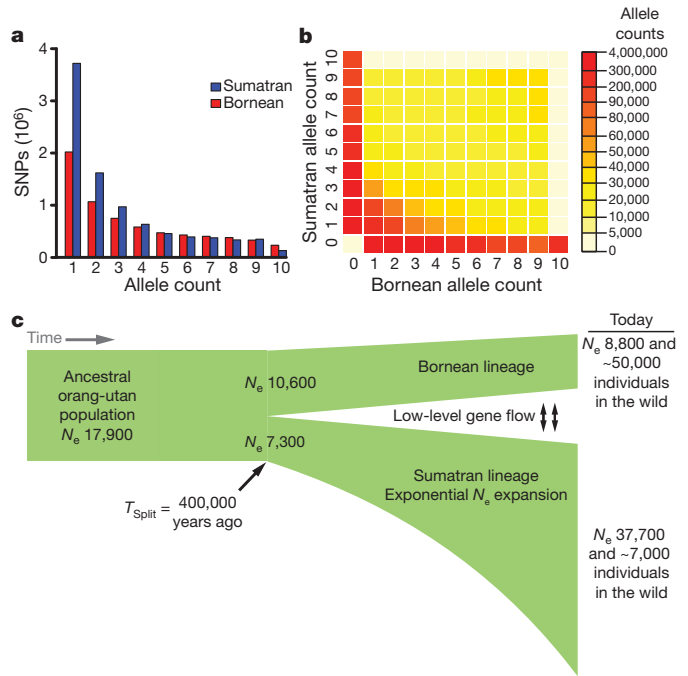 a
4
3
2
1
0
SNPs (10⁶)
Sumatran
Bornean
1 2 3 4 5 6 7 8 9 10
Allele count
b
Sumatran allele count
10
9
8
7
6
5
4
3
2
1
0
0 1 2 3 4 5 6 7 8 9 10
Bornean allele count
Allele
counts
4,000,000
300,000
200,000
90,000
80,000
60,000
50,000
40,000
30,000
20,000
10,000
5,000
0
c
Time
Ancestral
orang-utan
population
Nₑ 17,900
Nₑ 10,600
Nₑ 7,300
T_Split = 400,000
years ago
Bornean lineage
Low-level gene flow
Sumatran lineage
Exponential Nₑ expansion
Today
Nₑ 8,800 and
~50,000
individuals
in the wild
Nₑ 37,700
and ~7,000
individuals
in the wild